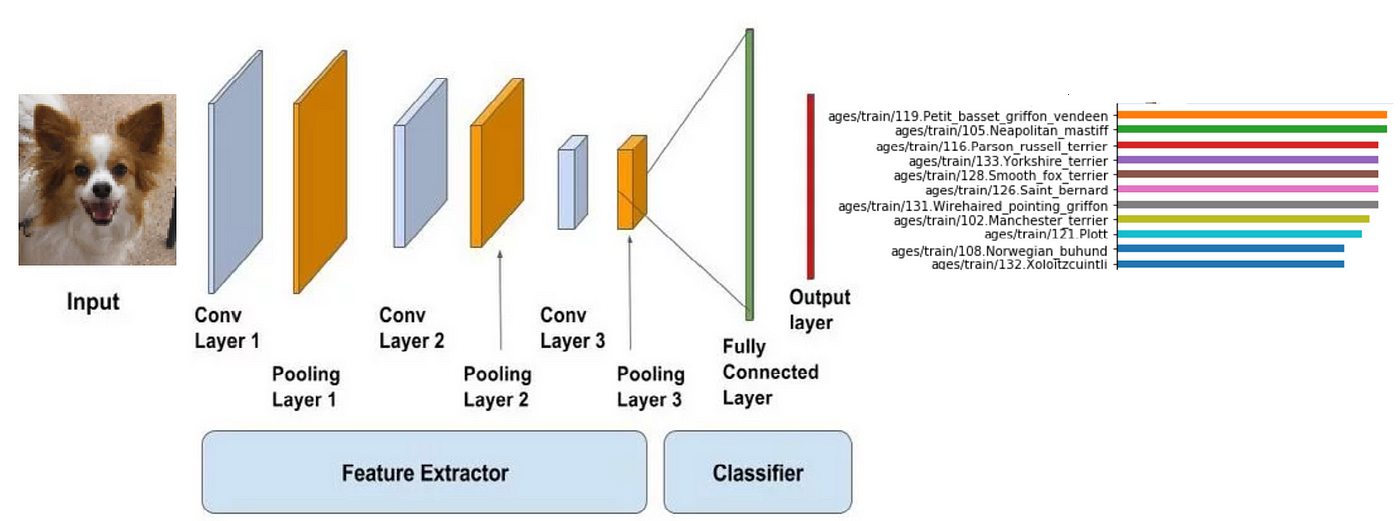 Input
Conv
Layer 1
Pooling
Layer 1
Conv
Layer 2
Pooling
Layer 2
Conv
Layer 3
Pooling
Layer 3
Fully
Connected
Layer
Output
layer
Feature Extractor
Classifier
ages/train/119.Petit_basset_griffon_vendeen
ages/train/105.Neapolitan_mastiff
ages/train/116.Parson_russell_terrier
ages/train/133.Yorkshire_terrier
ages/train/128.Smooth_fox_terrier
ages/train/126.Saint_bernard
ages/train/131.Wirehaired_pointing_griffon
ages/train/102.Manchester_terrier
ages/train/121.Plott
ages/train/108.Norwegian_buhund
ages/train/132.Xoloitzcuintli